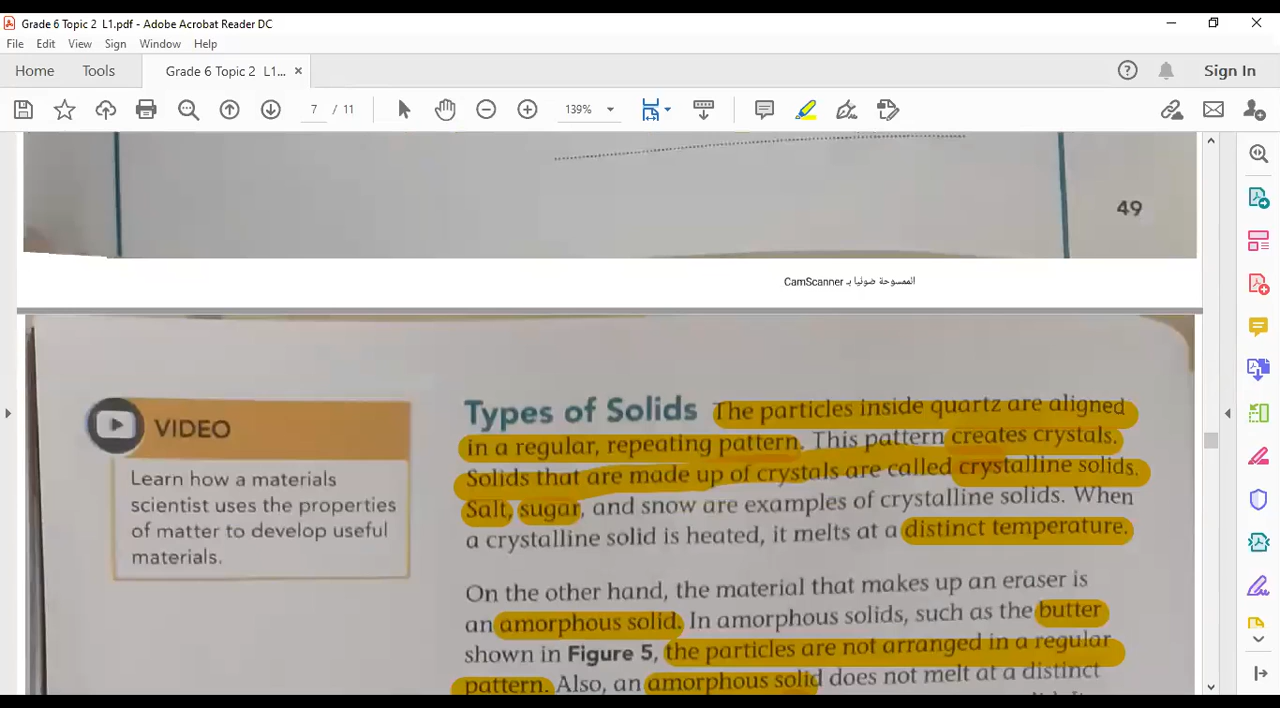 Grade 6 Topic 2 L1.pdf - Adobe Acrobat Reader DC
File Edit View Sign Window Help
Home Tools Grade 6 Topic 2 L1... × Sign In
7 / 11 139%
49
الممسوحة ضوئيا بـ CamScanner
VIDEO
Learn how a materials
scientist uses the properties
of matter to develop useful
materials.
Types of Solids The particles inside quartz are aligned
in a regular, repeating pattern. This pattern creates crystals.
Solids that are made up of crystals are called crystalline solids.
Salt, sugar, and snow are examples of crystalline solids. When
a crystalline solid is heated, it melts at a distinct temperature.
On the other hand, the material that makes up an eraser is
an amorphous solid. In amorphous solids, such as the butter
shown in Figure 5, the particles are not arranged in a regular
pattern. Also, an amorphous solid does not melt at a distinct